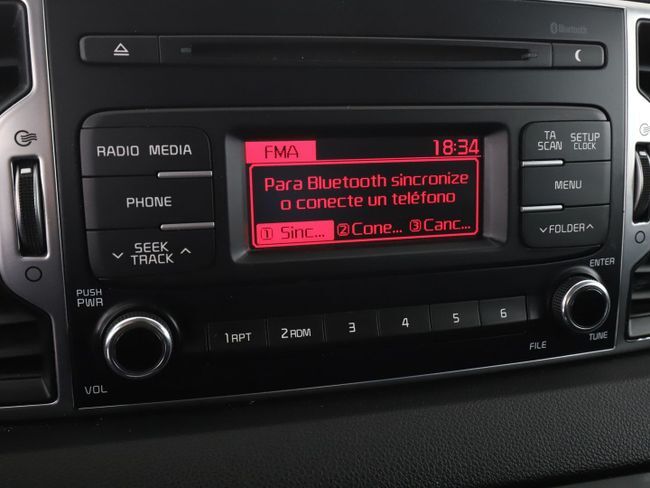 Bluetooth
RADIO MEDIA
PHONE
SEEK
TRACK
FMA 18:34
Para Bluetooth sincronize
o conecte un teléfono
① Sinc... ② Cone... ③ Canc...
TA
SCAN
SETUP
CLOCK
MENU
FOLDER
PUSH
PWR
VOL
1 RPT
2 RDM
3
4
5
6
ENTER
TUNE
FILE